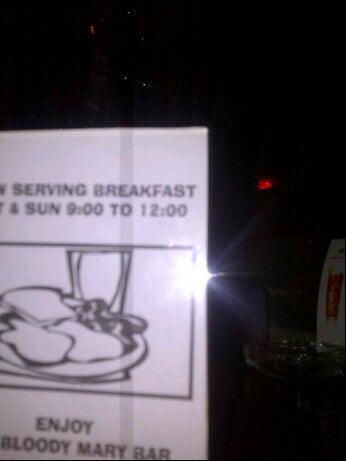 W SERVING BREAKFAST
T & SUN 9:00 TO 12:00
ENJOY
BLOODY MARY BAR